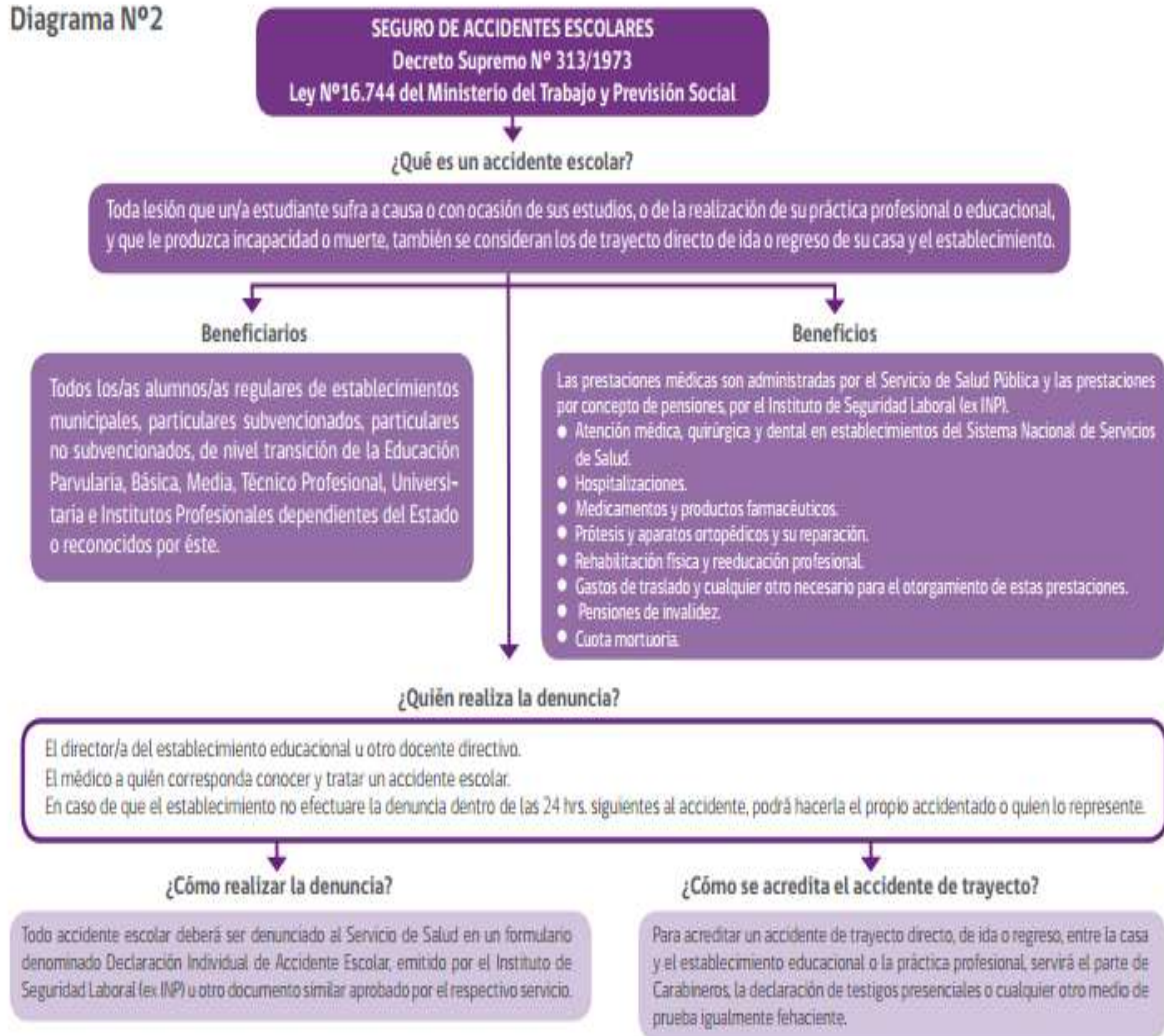 Diagrama Nº2
SEGURO DE ACCIDENTES ESCOLARES
Decreto Supremo Nº 313/1973
Ley Nº16.744 del Ministerio del Trabajo y Previsión Social
¿Qué es un accidente escolar?
Toda lesión que un/a estudiante sufra a causa o con ocasión de sus estudios, o de la realización de su práctica profesional o educacional,
y que le produzca incapacidad o muerte, también se consideran los de trayecto directo de ida o regreso de su casa y el establecimiento.
Beneficiarios
Todos los/as alumnos/as regulares de establecimientos
municipales, particulares subvencionados, particulares
no subvencionados, de nivel transición de la Educación
Parvularia, Básica, Media, Técnico Profesional, Universi-
taria e Institutos Profesionales dependientes del Estado
o reconocidos por éste.
Beneficios
Las prestaciones médicas son administradas por el Servicio de Salud Pública y las prestaciones
por concepto de pensiones, por el Instituto de Seguridad Laboral (ex INP).
● Atención médica, quirúrgica y dental en establecimientos del Sistema Nacional de Servicios
de Salud.
● Hospitalizaciones.
● Medicamentos y productos farmacéuticos.
● Prótesis y aparatos ortopédicos y su reparación.
● Rehabilitación física y reeducación profesional.
● Gastos de traslado y cualquier otro necesario para el otorgamiento de estas prestaciones.
● Pensiones de invalidez.
● Cuota mortuoria.
¿Quién realiza la denuncia?
El director/a del establecimiento educacional u otro docente directivo.
El médico a quién corresponda conocer y tratar un accidente escolar.
En caso de que el establecimiento no efectuare la denuncia dentro de las 24 hrs. siguientes al accidente, podrá hacerla el propio accidentado o quien lo represente.
¿Cómo realizar la denuncia?
Todo accidente escolar deberá ser denunciado al Servicio de Salud en un formulario
denominado Declaración Individual de Accidente Escolar, emitido por el Instituto de
Seguridad Laboral (ex INP) u otro documento similar aprobado por el respectivo servicio.
¿Cómo se acredita el accidente de trayecto?
Para acreditar un accidente de trayecto directo, de ida o regreso, entre la casa
y el establecimiento educacional o la práctica profesional, servirá el parte de
Carabineros, la declaración de testigos presenciales o cualquier otro medio de
prueba igualmente fehaciente.